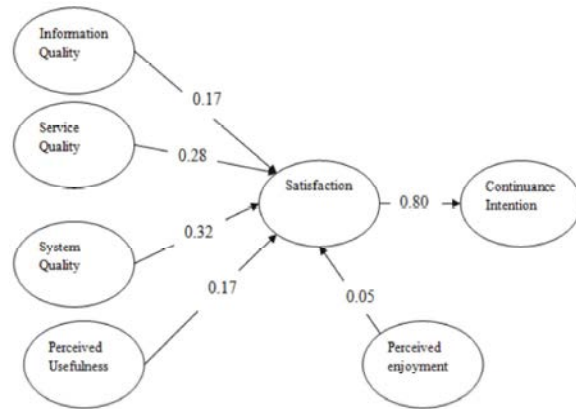 Information
Quality
0.17
Service
Quality
0.28
Satisfaction
0.80
Continuance
Intention
System
Quality
0.32
0.17
0.05
Perceived
Usefulness
Perceived
enjoyment